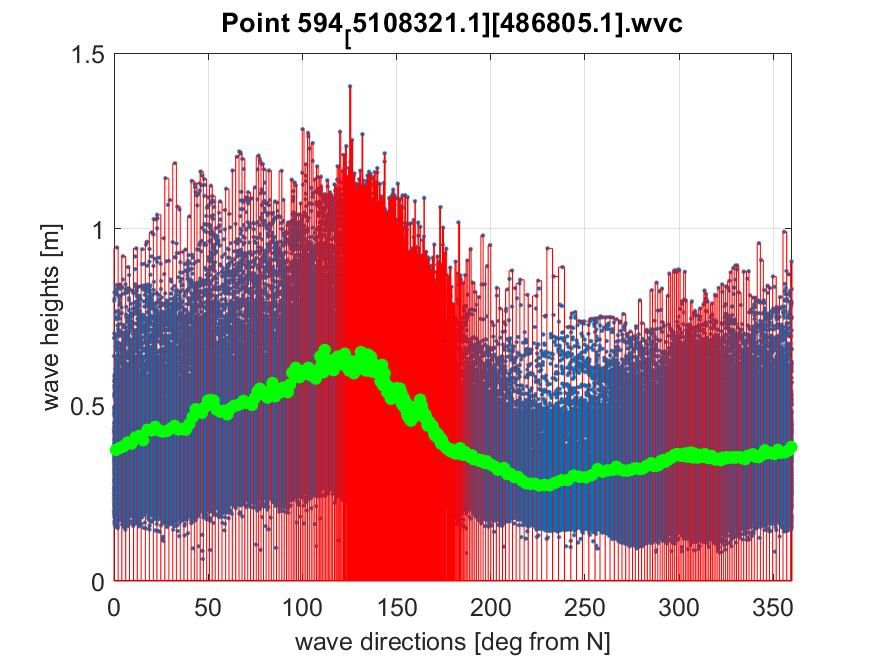 Point 594[5108321.1][486805.1].wvc
1.5
1
0.5
0
wave heights [m]
0 50 100 150 200 250 300 350
wave directions [deg from N]